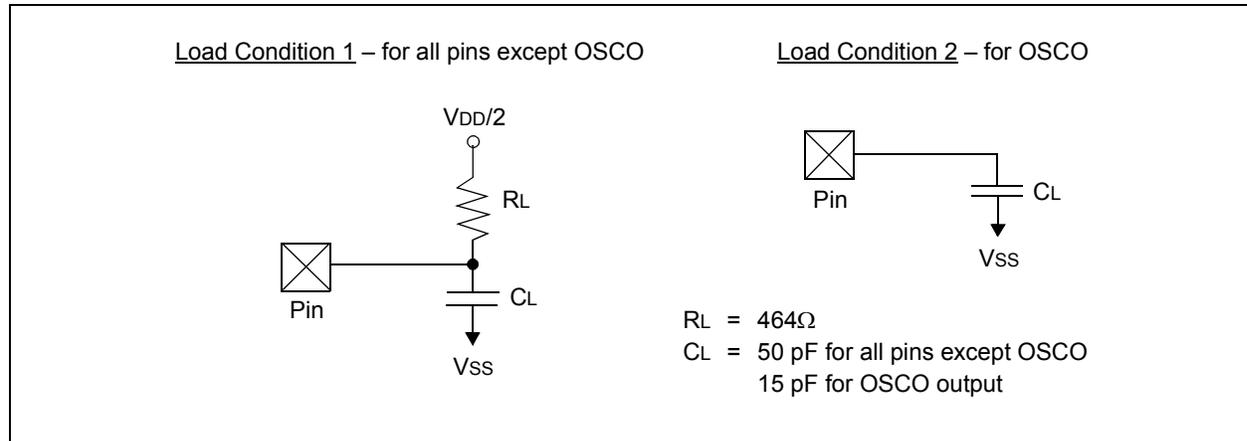 Load Condition 1 – for all pins except OSCO
VDD/2
RL
Pin
CL
VSS
Load Condition 2 – for OSCO
Pin
CL
VSS
RL = 464Ω
CL = 50 pF for all pins except OSCO
15 pF for OSCO output